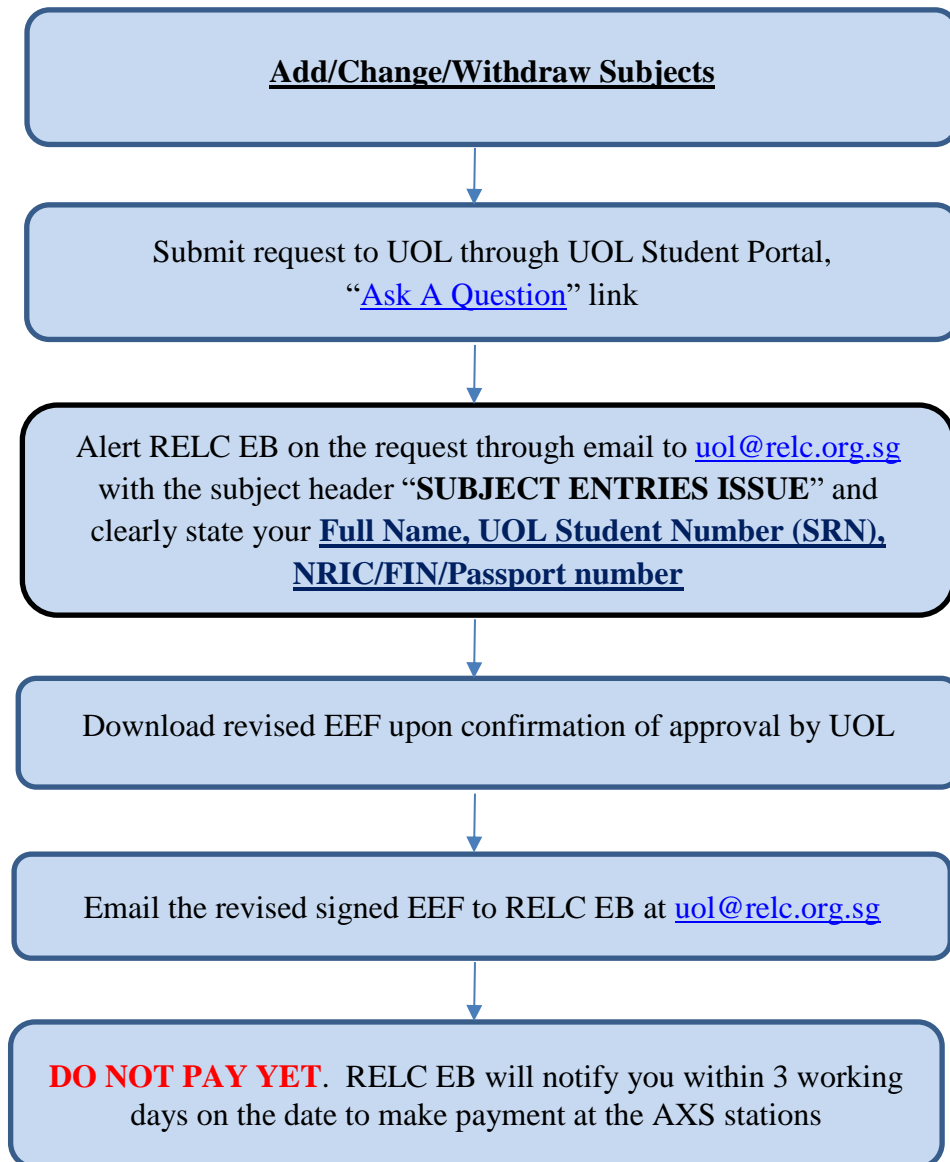 Add/Change/Withdraw Subjects
Submit request to UOL through UOL Student Portal,
“Ask A Question” link
Alert RELC EB on the request through email to uol@relc.org.sg
with the subject header “SUBJECT ENTRIES ISSUE” and
clearly state your Full Name, UOL Student Number (SRN),
NRIC/FIN/Passport number
Download revised EEF upon confirmation of approval by UOL
Email the revised signed EEF to RELC EB at uol@relc.org.sg
DO NOT PAY YET. RELC EB will notify you within 3 working
days on the date to make payment at the AXS stations